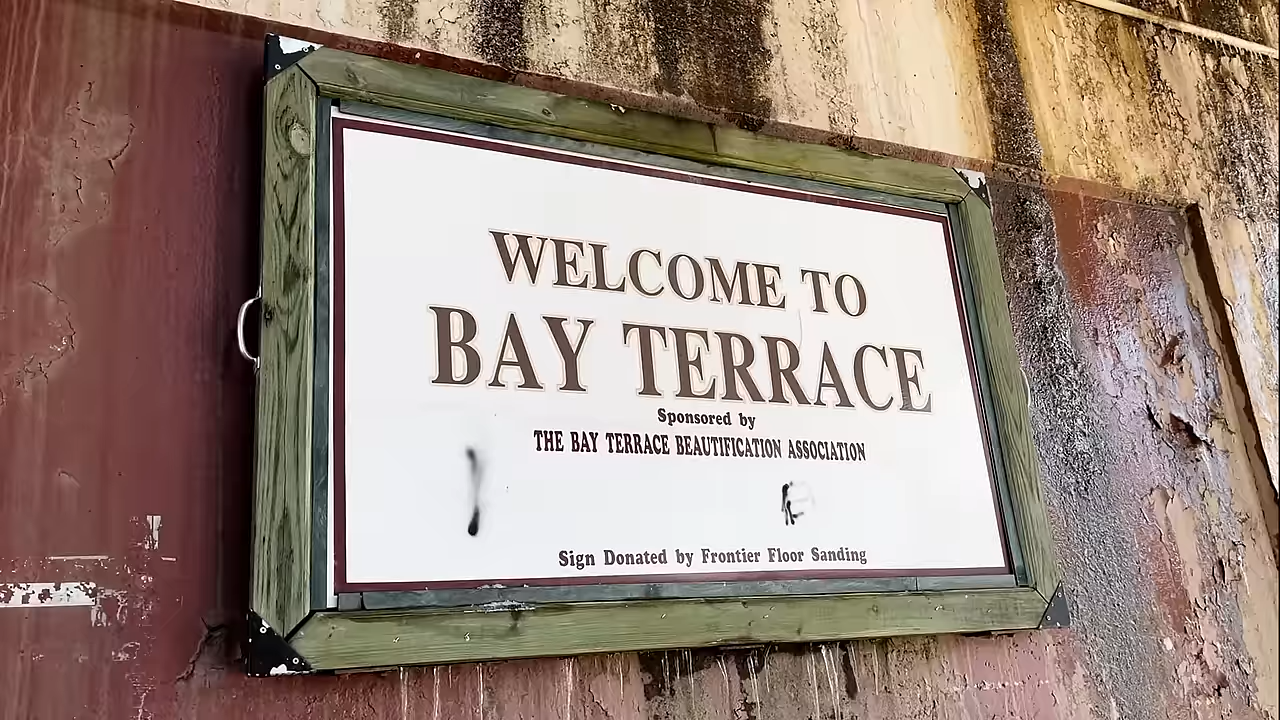 WELCOME TO
BAY TERRACE
Sponsored by
THE BAY TERRACE BEAUTIFICATION ASSOCIATION
Sign Donated by Frontier Floor Sanding